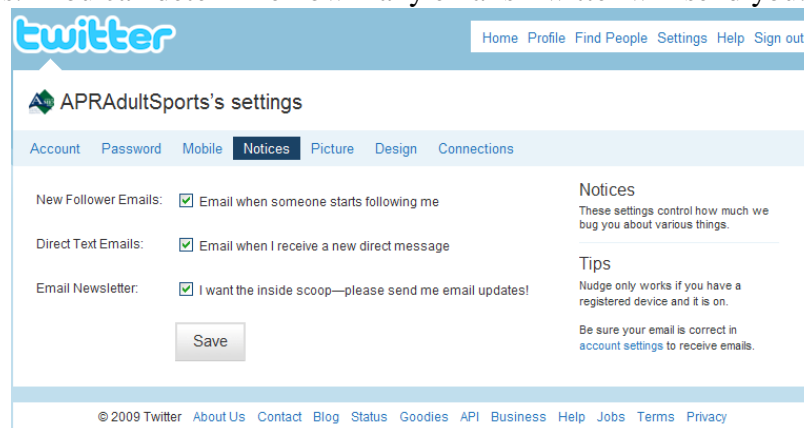 twitter
Home Profile Find People Settings Help Sign out
APRAdultSports's settings
Account Password Mobile Notices Picture Design Connections
New Follower Emails: Email when someone starts following me
Direct Text Emails: Email when I receive a new direct message
Email Newsletter: I want the inside scoop—please send me email updates!
Save
Notices
These settings control how much we
bug you about various things.
Tips
Nudge only works if you have a
registered device and it is on.
Be sure your email is correct in
account settings to receive emails.
© 2009 Twitter About Us Contact Blog Status Goodies API Business Help Jobs Terms Privacy